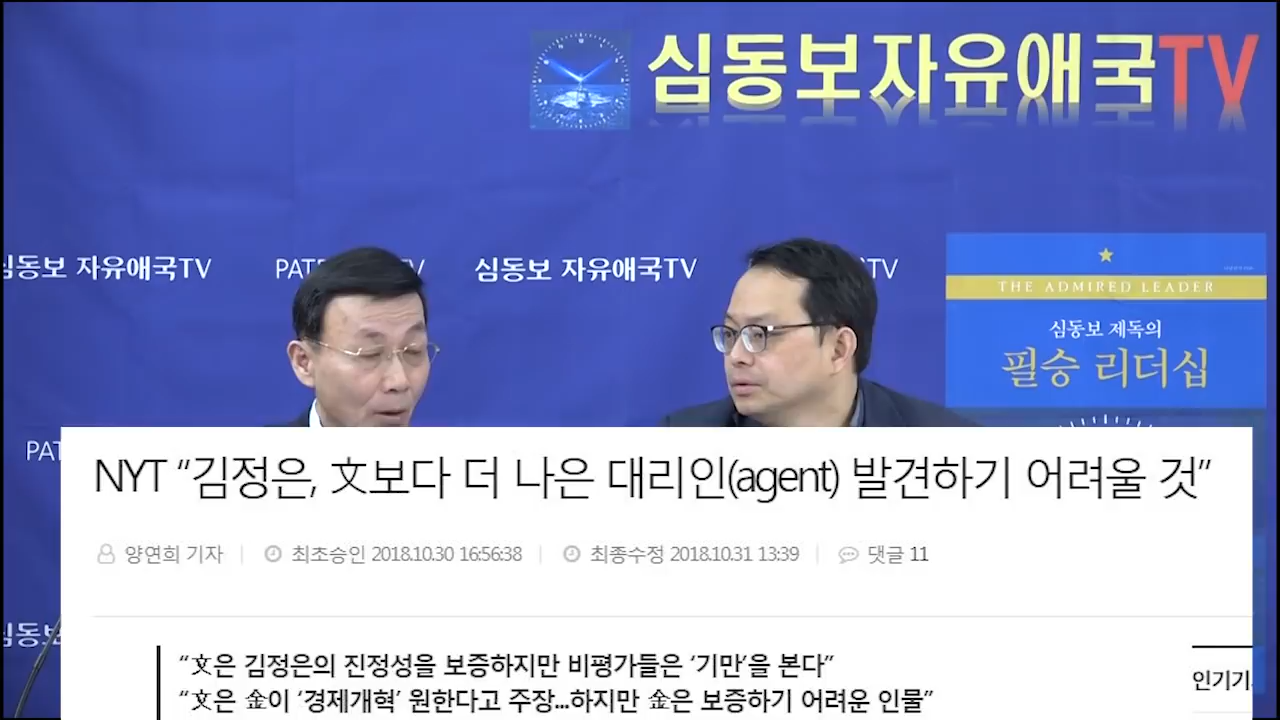 심동보자유애국TV
심동보 자유애국TV
심동보 자유애국TV
TV
THE ADMIRED LEADER
심동보 제독의
필승 리더십
NYT “김정은, 文보다 더 나은 대리인(agent) 발견하기 어려울 것”
양연희 기자 | 최초승인 2018.10.30 16:56:38 | 최종수정 2018.10.31 13:39 | 댓글 11
“文은 김정은의 진정성을 보증하지만 비평가들은 ‘기만’을 본다”
“文은 金이 ‘경제개혁’ 원한다고 주장...하지만 金은 보증하기 어려운 인물”
인기기